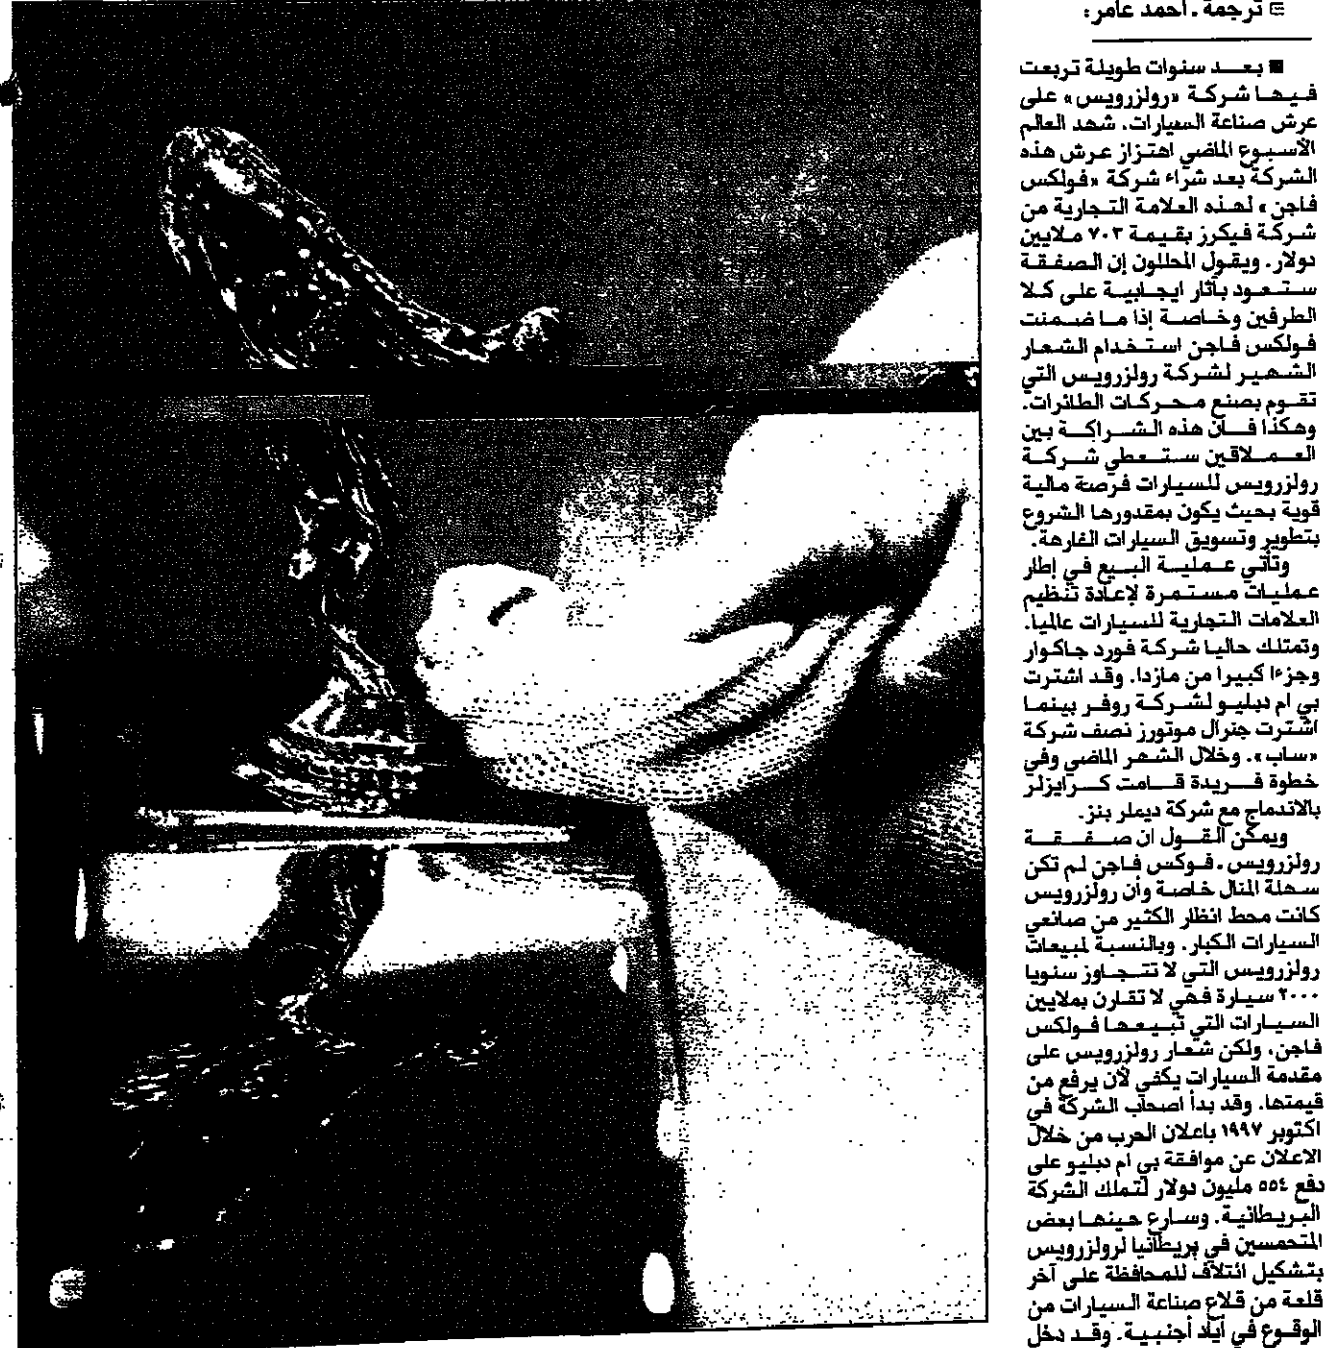 ترجمة ـ أحمد عامر:
■ بعد سنوات طويلة تربعت
فيها شركة «رولزرويس» على
عرش صناعة السيارات، شهد العالم
الأسبوع الماضي اهتزاز عرش هذه
الشركة بعد شراء شركة «فولكس
فاجن» لهذه العلامة التجارية من
شركة فيكرز بقيمة ٧٠٣ ملايين
دولار. ويقول المحللون إن الصفقة
ستعود بآثار ايجابية على كلا
الطرفين وخاصة إذا ما ضمنت
فولكس فاجن استخدام الشعار
الشهير لشركة رولزرويس التي
تقوم بصنع محركات الطائرات.
وهكذا فأن هذه الشراكة بين
العملاقين ستعطي شركة
رولزرويس للسيارات فرصة مالية
قوية بحيث يكون بمقدورها الشروع
بتطوير وتسويق السيارات الفارهة.
وتأتي عملية البيع في إطار
عمليات مستمرة لإعادة تنظيم
العلامات التجارية للسيارات عالميا.
وتمتلك حاليا شركة فورد جاكوار
وجزءا كبيرا من مازدا. وقد اشترت
بي ام دبليو لشركة روفر بينما
اشترت جنرال موتورز نصف شركة
«ساب». وخلال الشهر الماضي وفي
خطوة فريدة قامت كرايزلر
بالاندماج مع شركة ديملر بنز.
ويمكن القول ان صفقة
رولزرويس ـ قوكس فاجن لم تكن
سهلة المنال خاصة وأن رولزرويس
كانت محط انظار الكثير من صانعي
السيارات الكبار. وبالنسبة لمبيعات
رولزرويس التي لا تتجاوز سنويا
٢٠٠٠ سيارة فهي لا تقارن بملايين
السيارات التي تبيعها فولكس
فاجن، ولكن شعار رولزرويس على
مقدمة السيارات يكفي لأن يرفع من
قيمتها. وقد بدأ اصحاب الشركة في
اكتوبر ١٩٩٧ باعلان الحرب من خلال
الاعلان عن موافقة بي ام دبليو على
دفع ٥٥٤ مليون دولار لتملك الشركة
البريطانية. وسارع حينها بعض
المتحمسين في بريطانيا لرولزرويس
بتشكيل ائتلاف للمحافظة على آخر
قلعة من قلاع صناعة السيارات من
الوقوع في آياد أجنبية. وقد دخل